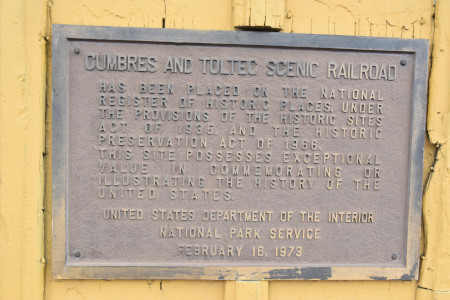 CUMBRES AND TOLTEC SCENIC RAILROAD
HAS BEEN PLACED ON THE NATIONAL
REGISTER OF HISTORIC PLACES, UNDER
THE PROVISIONS OF THE HISTORIC SITES
ACT OF 1935, AND THE HISTORIC
PRESERVATION ACT OF 1966.
THIS SITE POSSESSES EXCEPTIONAL
VALUE IN COMMEMORATING OR
ILLUSTRATING THE HISTORY OF THE
UNITED STATES.
UNITED STATES DEPARTMENT OF THE INTERIOR
NATIONAL PARK SERVICE
FEBRUARY 16, 1973